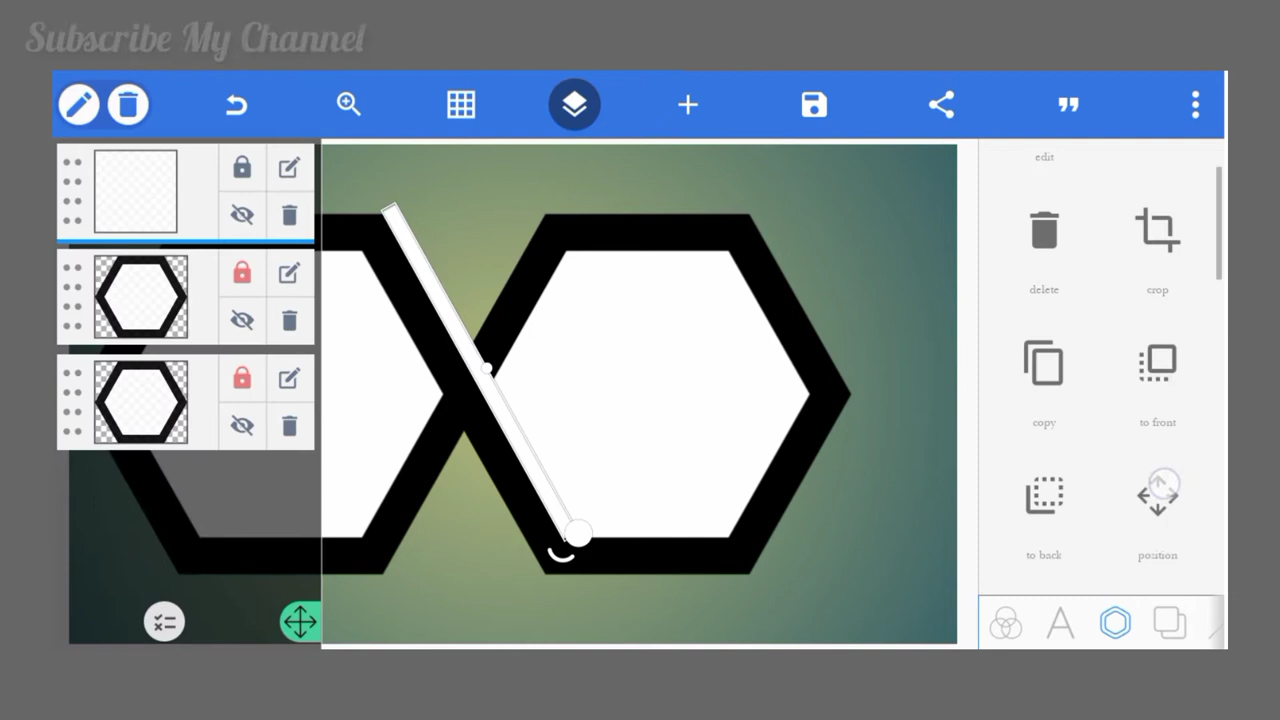 Subscribe My Channel
edit
delete
crop
copy
to front
to back
position